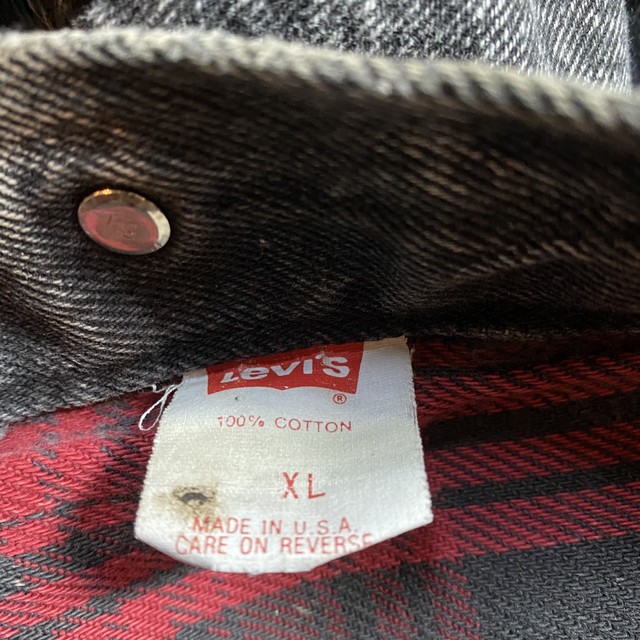 Levi's
®
100% COTTON
XL
MADE IN U.S.A.
CARE ON REVERSE